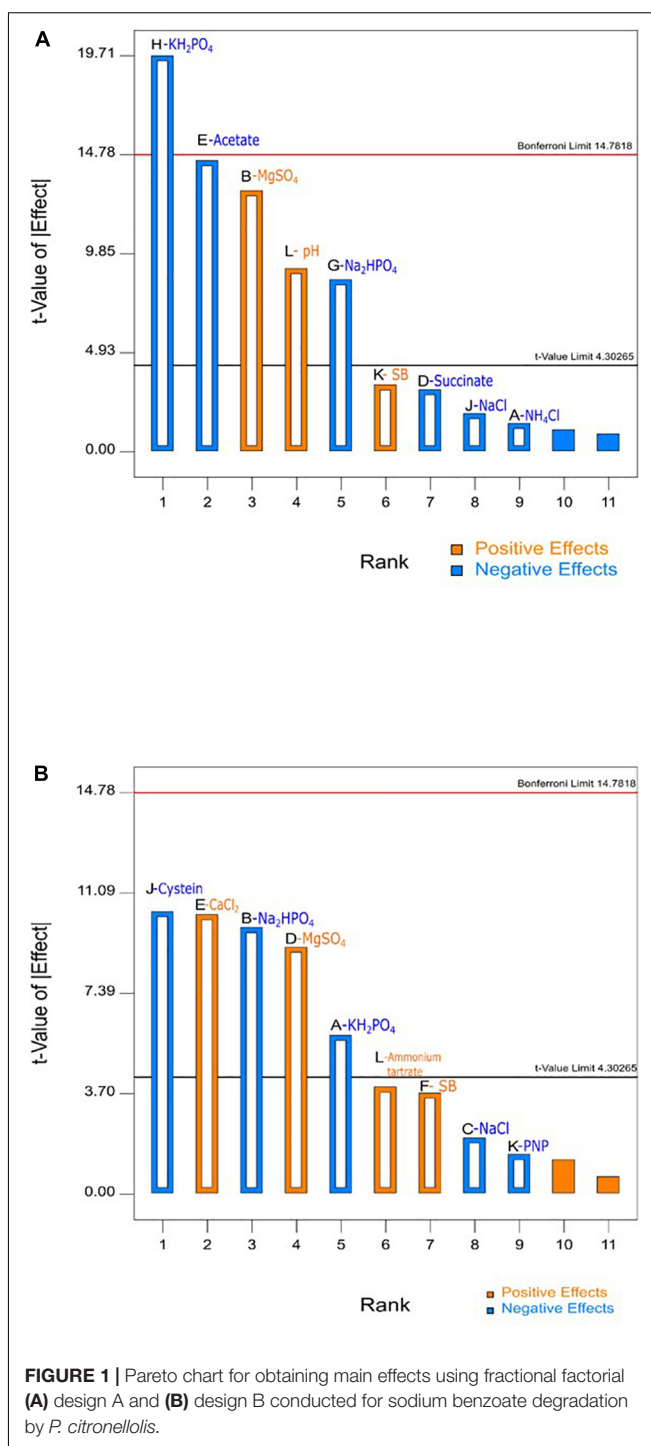 A
t-Value of |Effect|
19.71
14.78
9.85
4.93
0.00
H-KH₂PO₄
E-Acetate
B-MgSO₄
L- pH
G-Na₂HPO₄
K- SB
D-Succinate
J-NaCl
A-NH₄Cl
Bonferroni Limit 14.7818
t-Value Limit 4.30265
1 2 3 4 5 6 7 8 9 10 11
Rank
Positive Effects
Negative Effects
B
t-Value of |Effect|
14.78
11.09
7.39
3.70
0.00
Bonferroni Limit 14.7818
J-Cystein
E-CaCl₂
B-Na₂HPO₄
D-MgSO₄
A-KH₂PO₄
L-Ammonium
tartrate
F- SB
C-NaCl
K-PNP
t-Value Limit 4.30265
1 2 3 4 5 6 7 8 9 10 11
Rank
Positive Effects
Negative Effects
FIGURE 1 | Pareto chart for obtaining main effects using fractional factorial
(A) design A and (B) design B conducted for sodium benzoate degradation
by P. citronellolis.